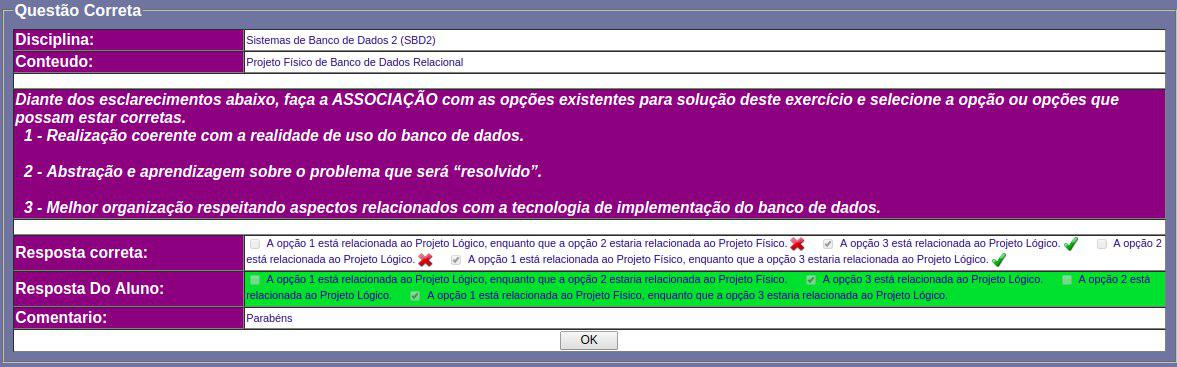 Questão Correta
Disciplina: Sistemas de Banco de Dados 2 (SBD2)
Conteudo: Projeto Físico de Banco de Dados Relacional
Diante dos esclarecimentos abaixo, faça a ASSOCIAÇÃO com as opções existentes para solução deste exercício e selecione a opção ou opções que
possam estar corretas.
1 - Realização coerente com a realidade de uso do banco de dados.
2 - Abstração e aprendizagem sobre o problema que será “resolvido”.
3 - Melhor organização respeitando aspectos relacionados com a tecnologia de implementação do banco de dados.
Resposta correta: A opção 1 está relacionada ao Projeto Lógico, enquanto que a opção 2 estaria relacionada ao Projeto Físico. A opção 3 está relacionada ao Projeto Lógico. A opção 2
está relacionada ao Projeto Lógico. A opção 1 está relacionada ao Projeto Físico, enquanto que a opção 3 estaria relacionada ao Projeto Lógico.
Resposta Do Aluno: A opção 1 está relacionada ao Projeto Lógico, enquanto que a opção 2 estaria relacionada ao Projeto Físico. A opção 3 está relacionada ao Projeto Lógico. A opção 2 está
relacionada ao Projeto Lógico. A opção 1 está relacionada ao Projeto Físico, enquanto que a opção 3 estaria relacionada ao Projeto Lógico.
Comentario: Parabéns
OK